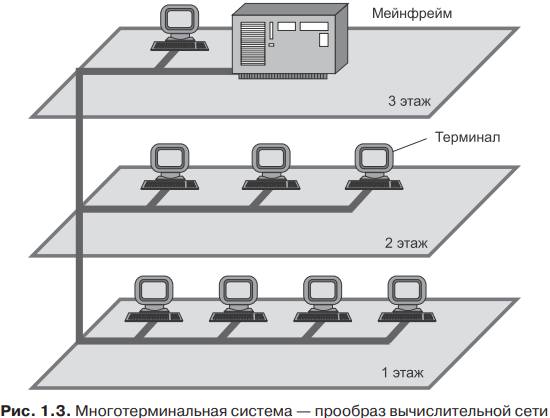 Мейнфрейм
3 этаж
Терминал
2 этаж
1 этаж
Рис. 1.3. Многотерминальная система — прообраз вычислительной сети